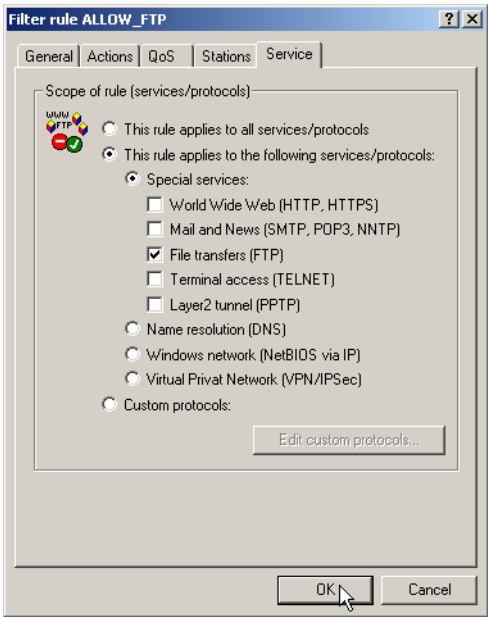 Filter rule ALLOW_FTP
General Actions QoS Stations Service
Scope of rule (services/protocols)
WWW
FTP
This rule applies to all services/protocols
This rule applies to the following services/protocols:
Special services:
World Wide Web (HTTP, HTTPS)
Mail and News (SMTP, POP3, NNTP)
File transfers (FTP)
Terminal access (TELNET)
Layer2 tunnel (PPTP)
Name resolution (DNS)
Windows network (NetBIOS via IP)
Virtual Privat Network (VPN/IPSec)
Custom protocols:
Edit custom protocols...
OK Cancel